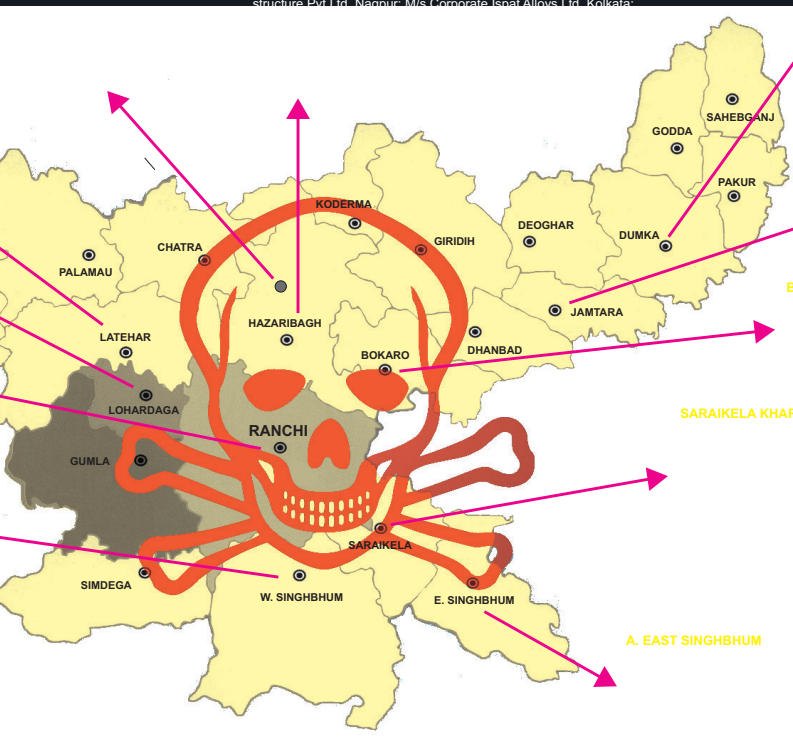 structure Pvt Ltd, Nagpur; M/s Corporate Ispat Alloys Ltd, Kolkata;
SAHEBGANJ
GODDA
PAKUR
KODERMA
DEOGHAR
DUMKA
GIRIDIH
CHATRA
PALAMAU
B
JAMTARA
HAZARIBAGH
LATEHAR
DHANBAD
BOKARO
LOHARDAGA
SARAIKELA KHAR
RANCHI
GUMLA
SARAIKELA
SIMDEGA
W. SINGHBHUM
E. SINGHBHUM
A. EAST SINGHBHUM